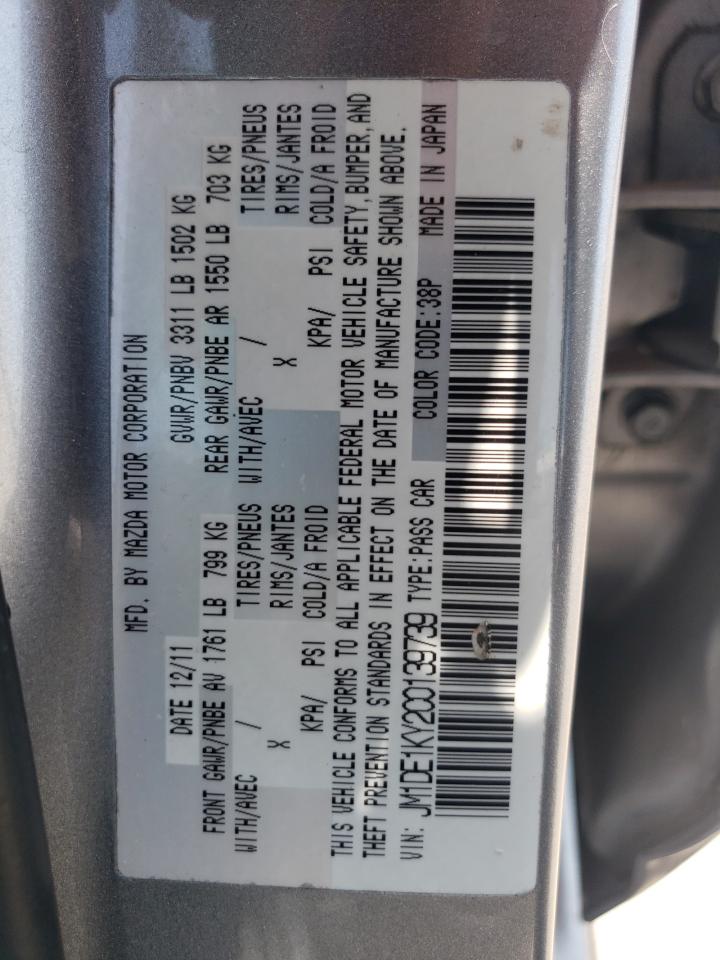 MFD. BY MAZDA MOTOR CORPORATION
DATE 12/11 GVWR/PNBV 3311 LB 1502 KG
FRONT GAWR/PNBE AV 1761 LB 799 KG REAR GAWR/PNBE AR 1550 LB 703 KG
WITH/AVEC / TIRES/PNEUS WITH/AVEC / TIRES/PNEUS
X RIMS/JANTES X RIMS/JANTES
KPA/ PSI COLD/A FROID KPA/ PSI COLD/A FROID
THIS VEHICLE CONFORMS TO ALL APPLICABLE FEDERAL MOTOR VEHICLE SAFETY,BUMPER,AND
THEFT PREVENTION STANDARDS IN EFFECT ON THE DATE OF MANUFACTURE SHOWN ABOVE.
VIN: JM1DE1KY2C0139739 TYPE:PASS CAR COLOR CODE:38P MADE IN JAPAN